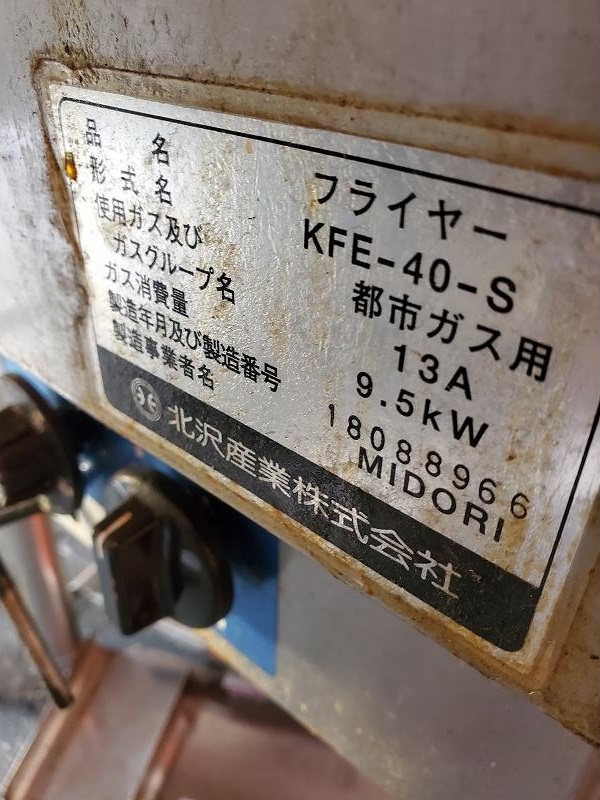 品名 フライヤー
形式名 KFE-40-S
使用ガス及び 都市ガス用
ガスグループ名 13A
ガス消費量 9.5kW
製造年月及び製造番号 18088966
製造事業者名 MIDORI
北沢産業株式会社